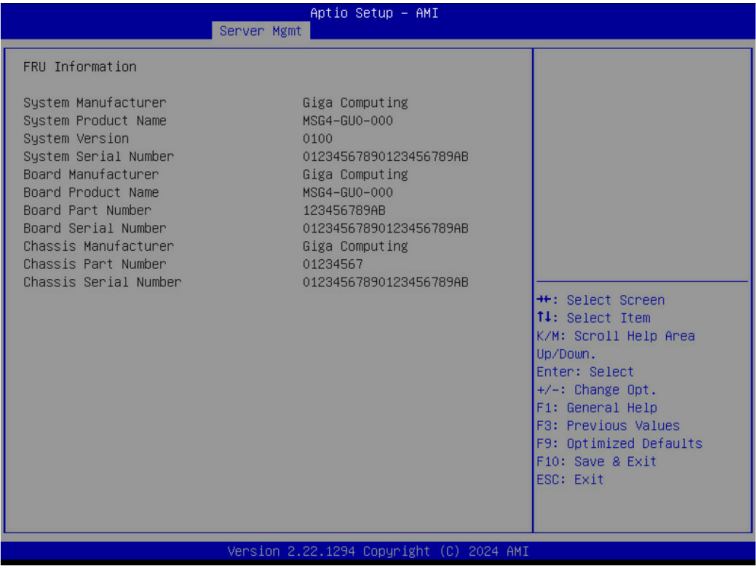 Aptio Setup – AMI
Server Mgmt
FRU Information
System Manufacturer Giga Computing
System Product Name MSG4-GU0-000
System Version 0100
System Serial Number 01234567890123456789AB
Board Manufacturer Giga Computing
Board Product Name MSG4-GU0-000
Board Part Number 123456789AB
Board Serial Number 01234567890123456789AB
Chassis Manufacturer Giga Computing
Chassis Part Number 01234567
Chassis Serial Number 01234567890123456789AB
→←: Select Screen
↑↓: Select Item
K/M: Scroll Help Area
Up/Down.
Enter: Select
+/-: Change Opt.
F1: General Help
F3: Previous Values
F9: Optimized Defaults
F10: Save & Exit
ESC: Exit
Version 2.22.1294 Copyright (C) 2024 AMI